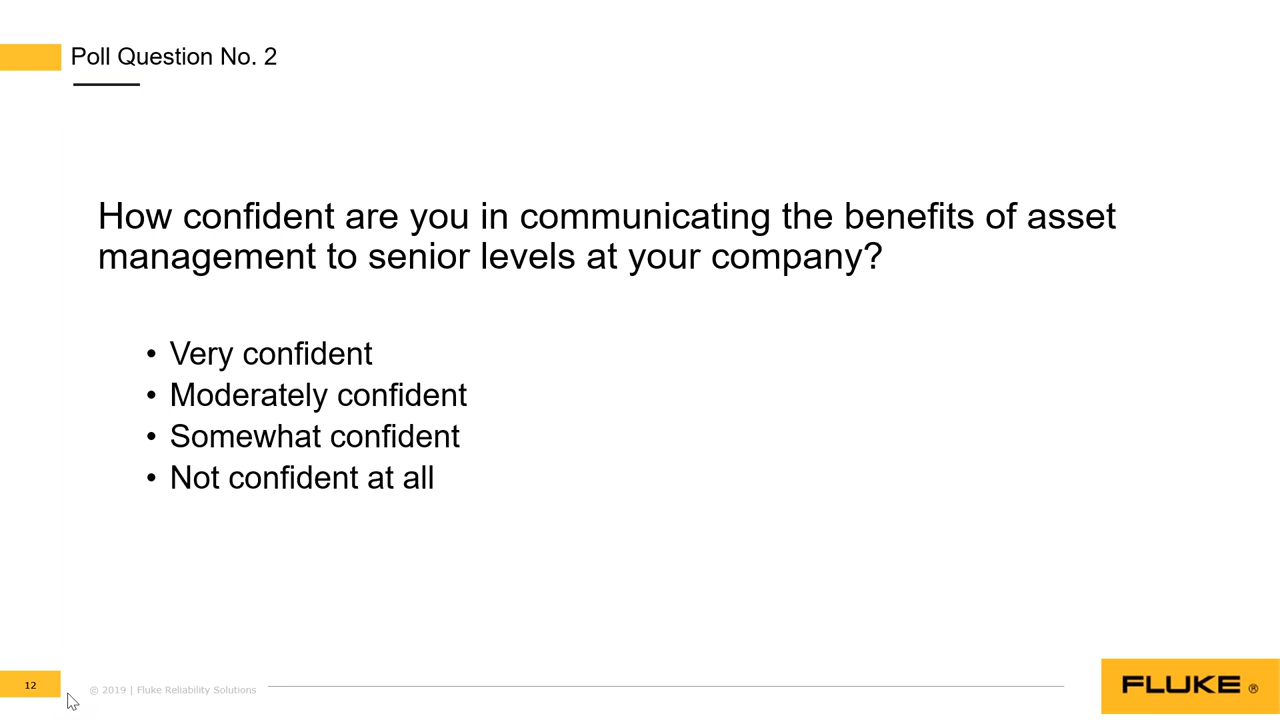 Poll Question No. 2
How confident are you in communicating the benefits of asset
management to senior levels at your company?
• Very confident
• Moderately confident
• Somewhat confident
• Not confident at all
12
© 2019 | Fluke Reliability Solutions
FLUKE ®